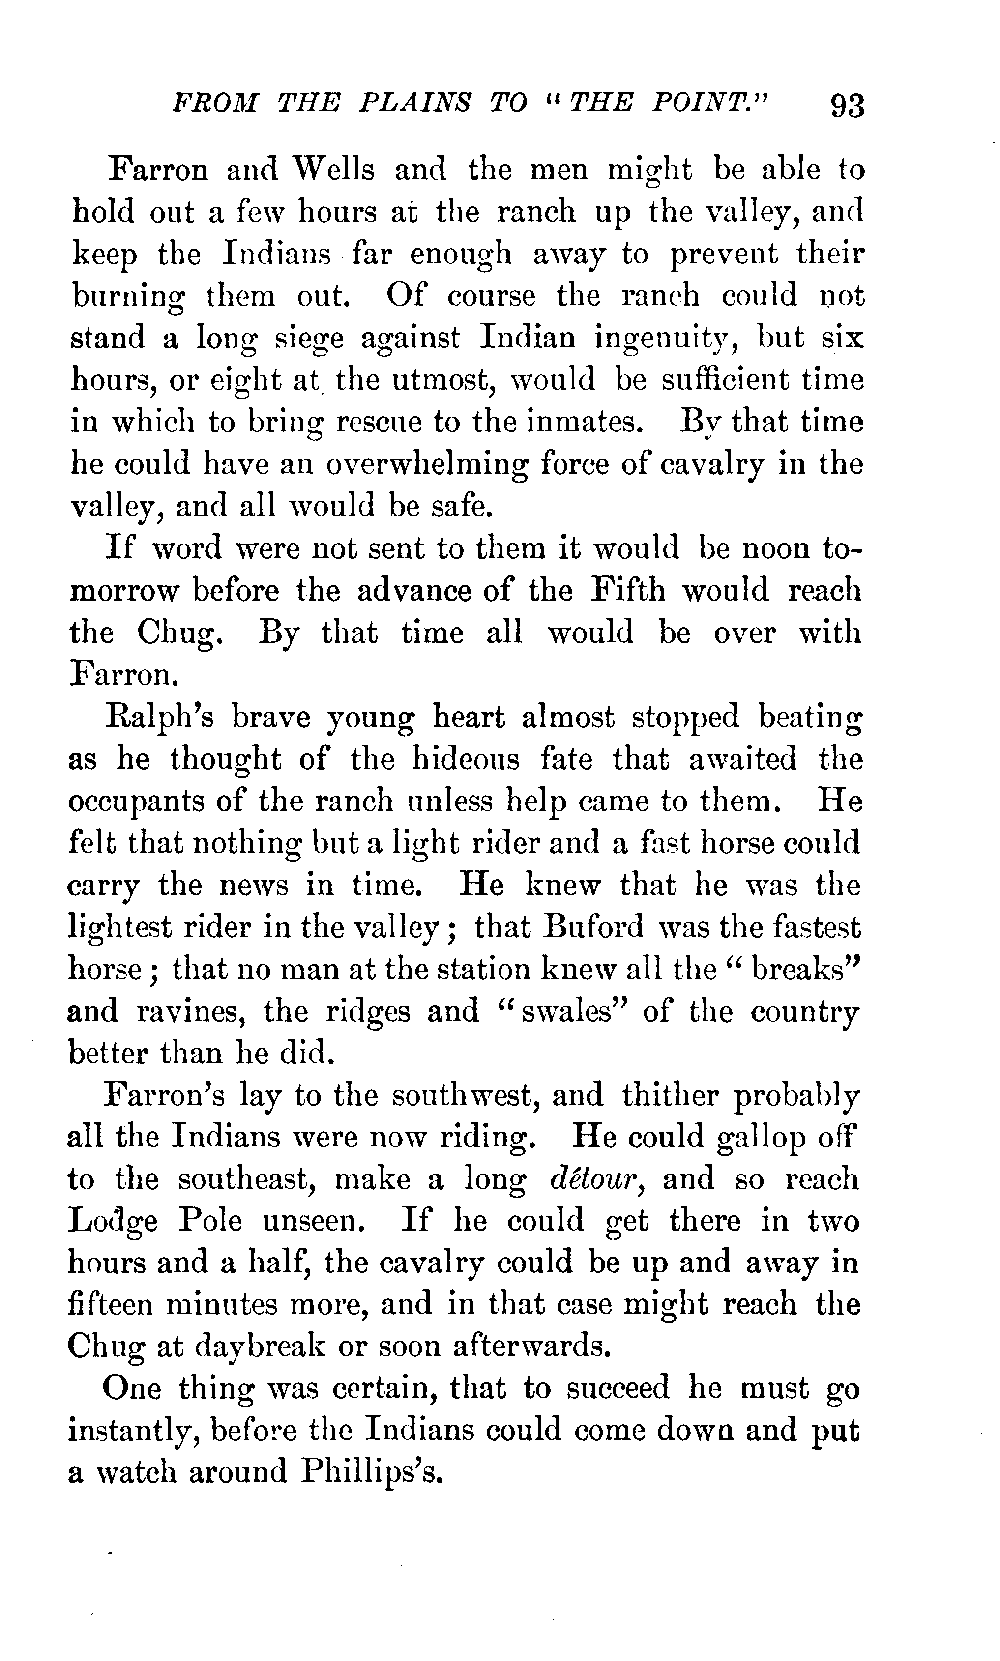 FROM THE PLAINS TO "THE POINT." 93
Farron and Wells and the men might be able to
hold out a few hours at the ranch up the valley, and
keep the Indians far enough away to prevent their
burning them out. Of course the ranch could not
stand a long siege against Indian ingenuity, but six
hours, or eight at the utmost, would be sufficient time
in which to bring rescue to the inmates. By that time
he could have an overwhelming force of cavalry in the
valley, and all would be safe.
If word were not sent to them it would be noon to-
morrow before the advance of the Fifth would reach
the Chug. By that time all would be over with
Farron.
Ralph's brave young heart almost stopped beating
as he thought of the hideous fate that awaited the
occupants of the ranch unless help came to them. He
felt that nothing but a light rider and a fast horse could
carry the news in time. He knew that he was the
lightest rider in the valley; that Buford was the fastest
horse; that no man at the station knew all the "breaks"
and ravines, the ridges and "swales" of the country
better than he did.
Farron's lay to the southwest, and thither probably
all the Indians were now riding. He could gallop off
to the southeast, make a long détour, and so reach
Lodge Pole unseen. If he could get there in two
hours and a half, the cavalry could be up and away in
fifteen minutes more, and in that case might reach the
Chug at daybreak or soon afterwards.
One thing was certain, that to succeed he must go
instantly, before the Indians could come down and put
a watch around Phillips's.